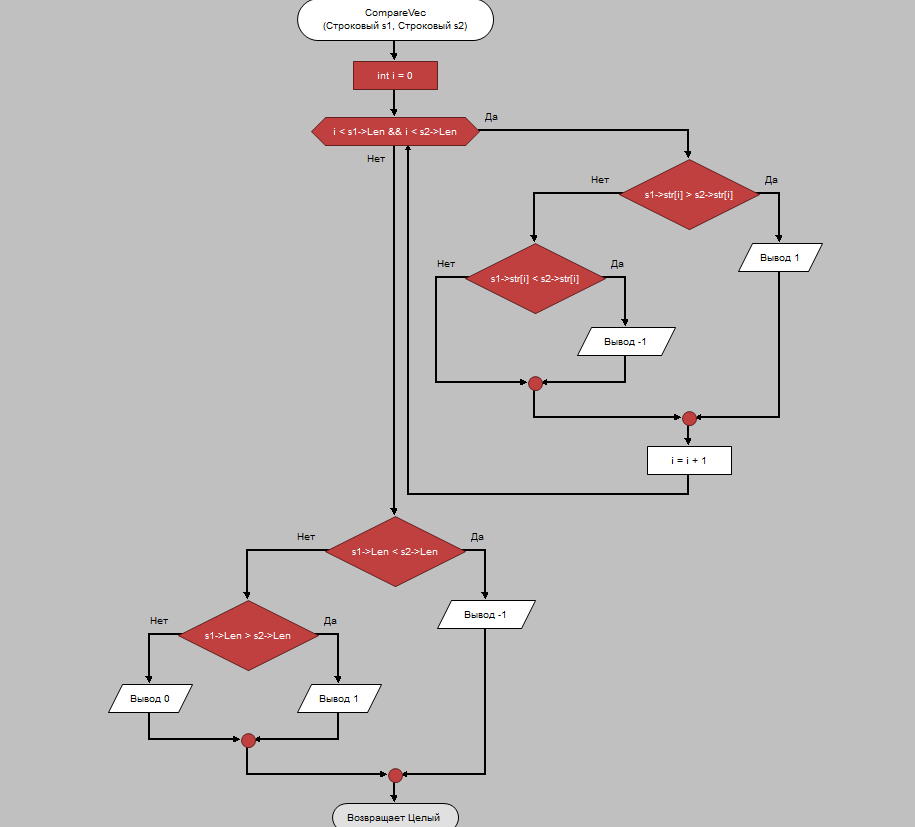 CompareVec
(Строковый s1, Строковый s2)
int i = 0
i < s1->Len && i < s2->Len
Да
Нет
s1->str[i] > s2->str[i]
Нет
Да
Вывод 1
s1->str[i] < s2->str[i]
Нет
Да
Вывод -1
i = i + 1
s1->Len < s2->Len
Нет
Да
Вывод -1
s1->Len > s2->Len
Нет
Да
Вывод 0
Вывод 1
Возвращает Целый